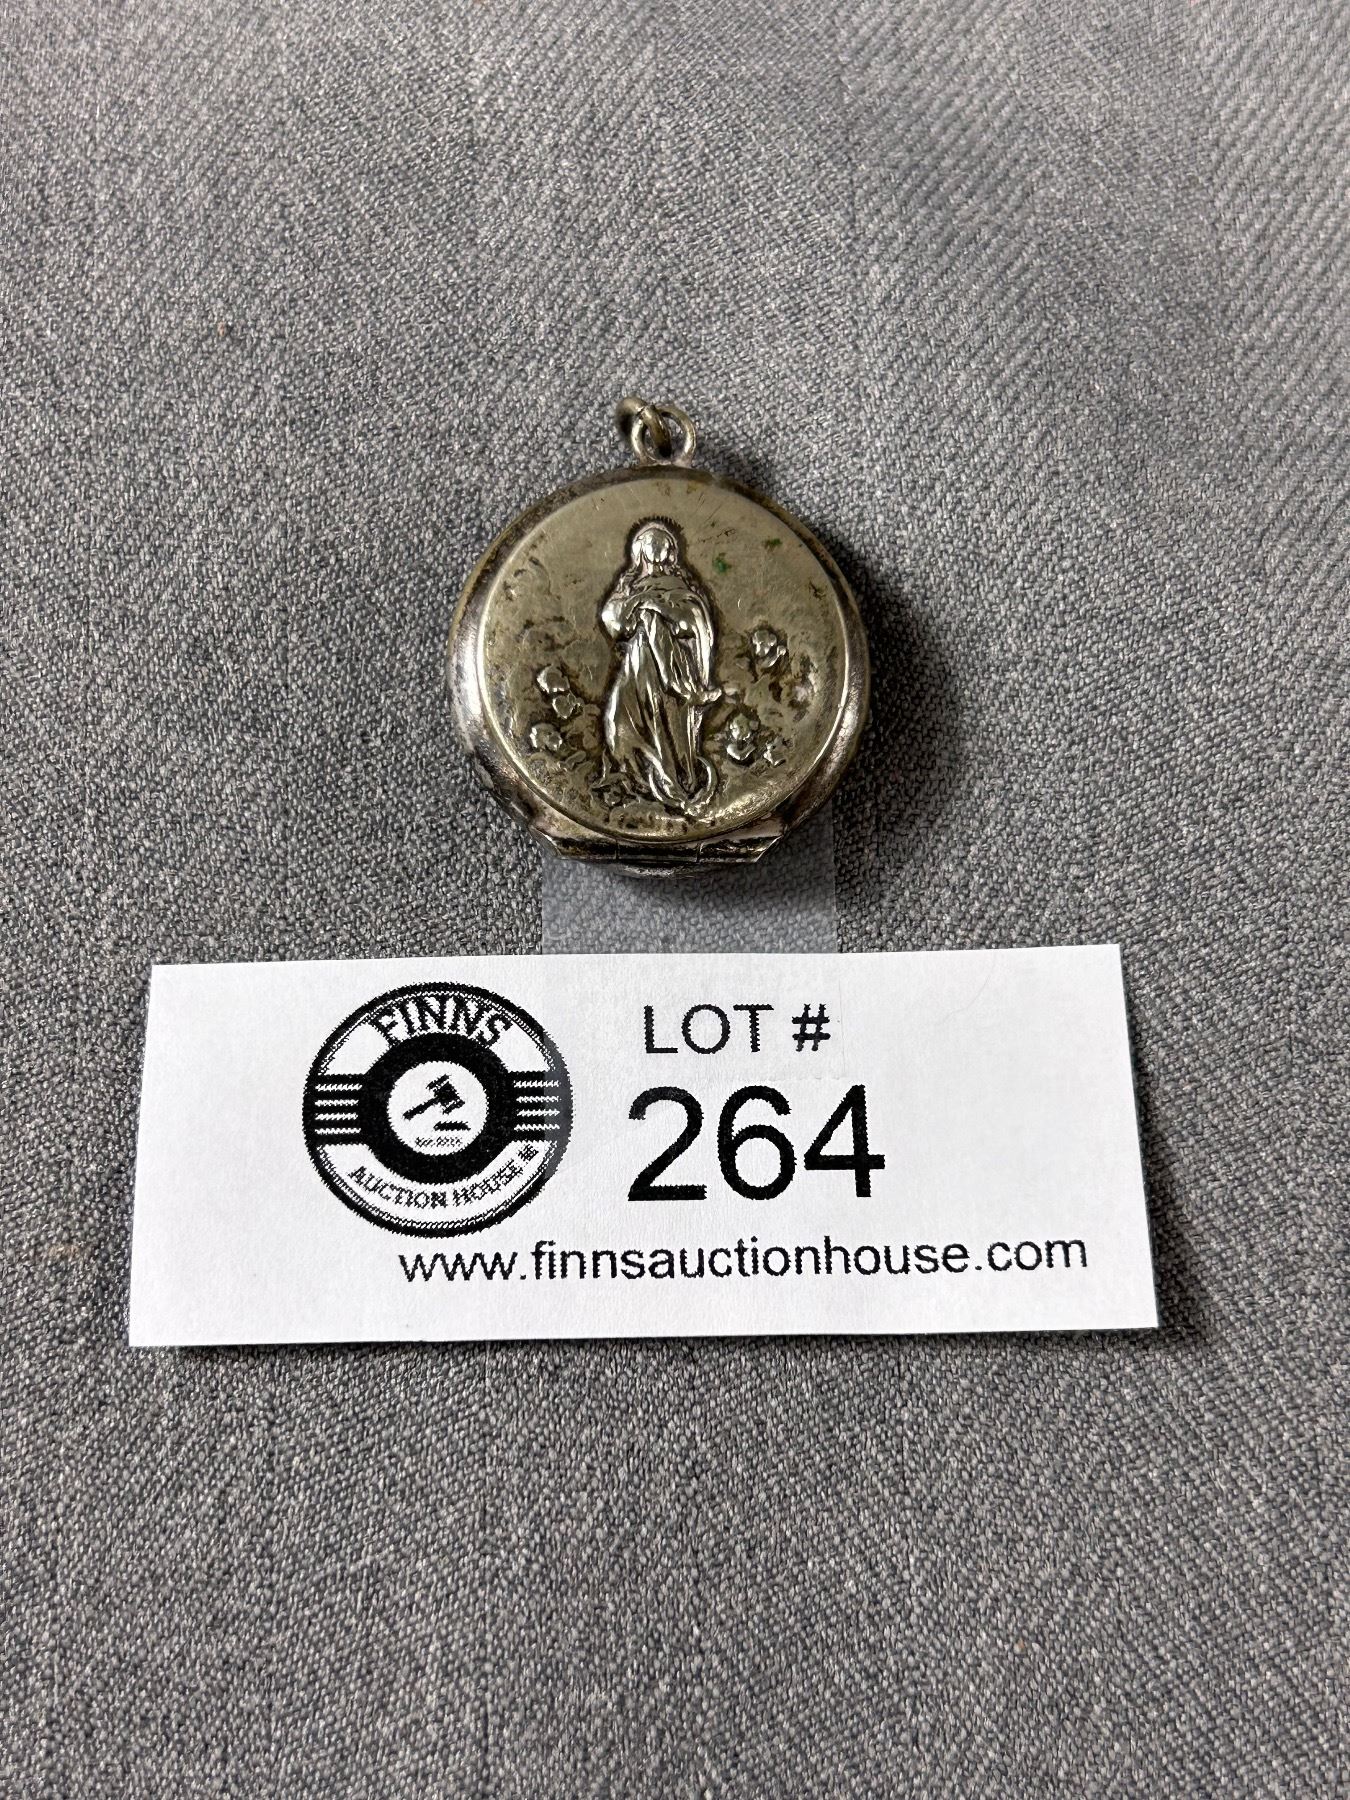 FINNS
AUCTION HOUSE
LOT #
264
www.finnsauctionhouse.com